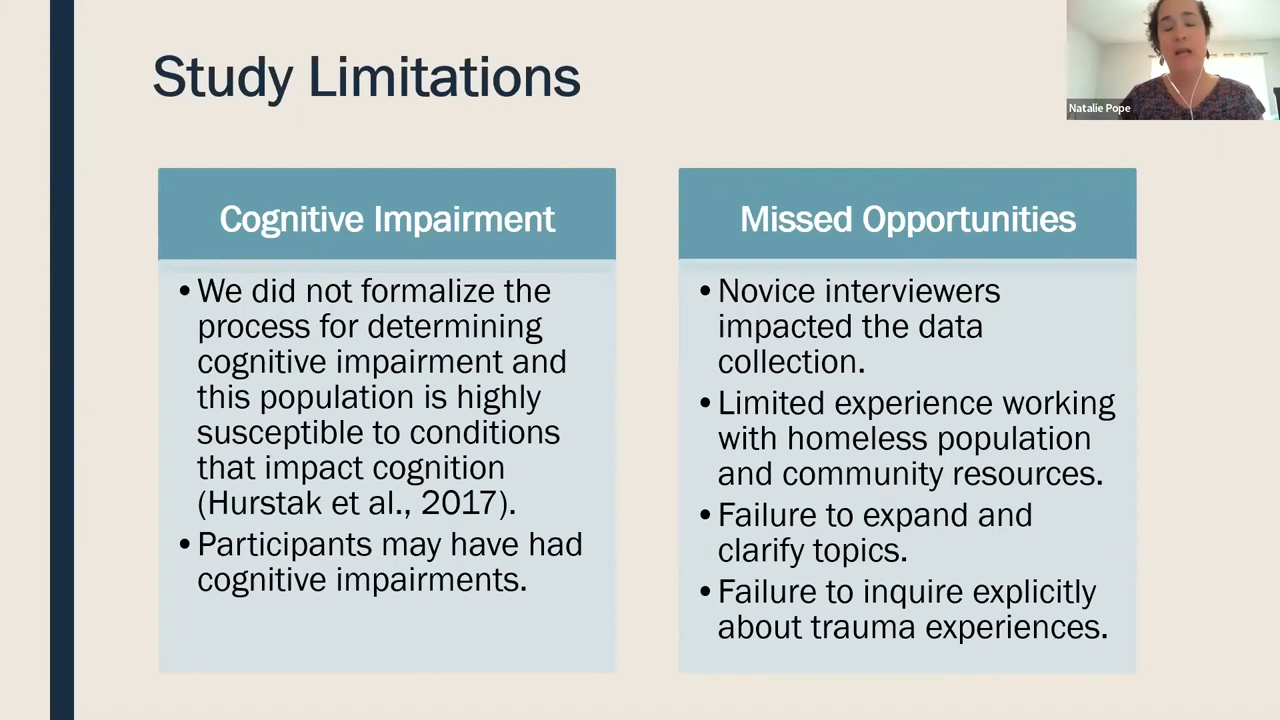 Study Limitations
Natalie Pope
Cognitive Impairment
• We did not formalize the
process for determining
cognitive impairment and
this population is highly
susceptible to conditions
that impact cognition
(Hurstak et al., 2017).
• Participants may have had
cognitive impairments.
Missed Opportunities
• Novice interviewers
impacted the data
collection.
• Limited experience working
with homeless population
and community resources.
• Failure to expand and
clarify topics.
• Failure to inquire explicitly
about trauma experiences.